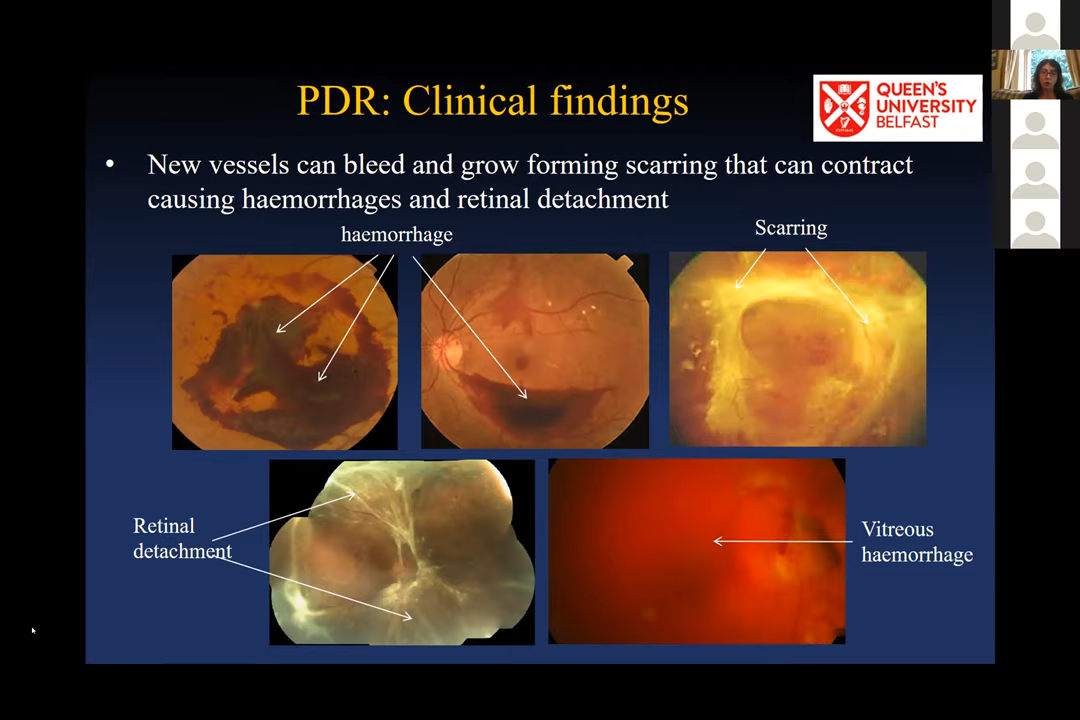 PDR: Clinical findings
QUEEN'S
UNIVERSITY
BELFAST
• New vessels can bleed and grow forming scarring that can contract
causing haemorrhages and retinal detachment
haemorrhage
Scarring
Retinal
detachment
Vitreous
haemorrhage